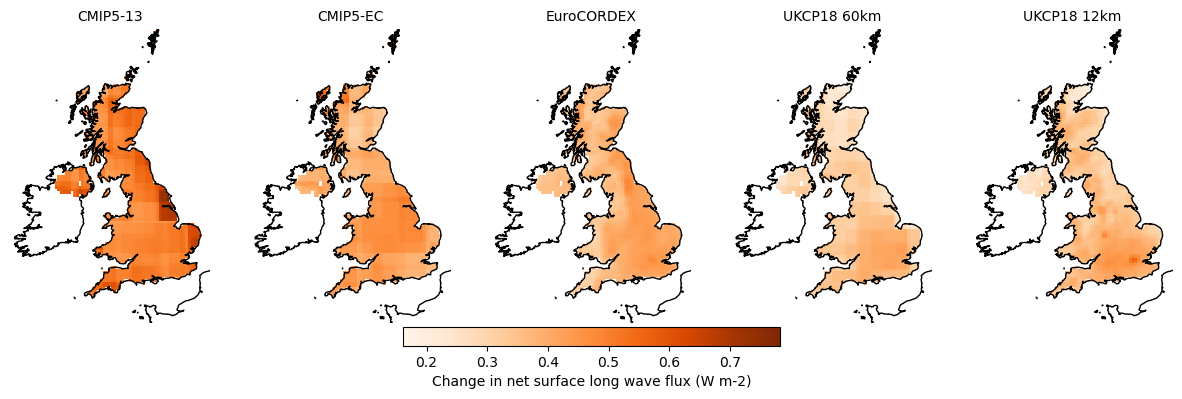 CMIP5-13
CMIP5-EC
EuroCORDEX
UKCP18 60km
UKCP18 12km
0.2
0.3
0.4
0.5
0.6
0.7
Change in net surface long wave flux (W m-2)